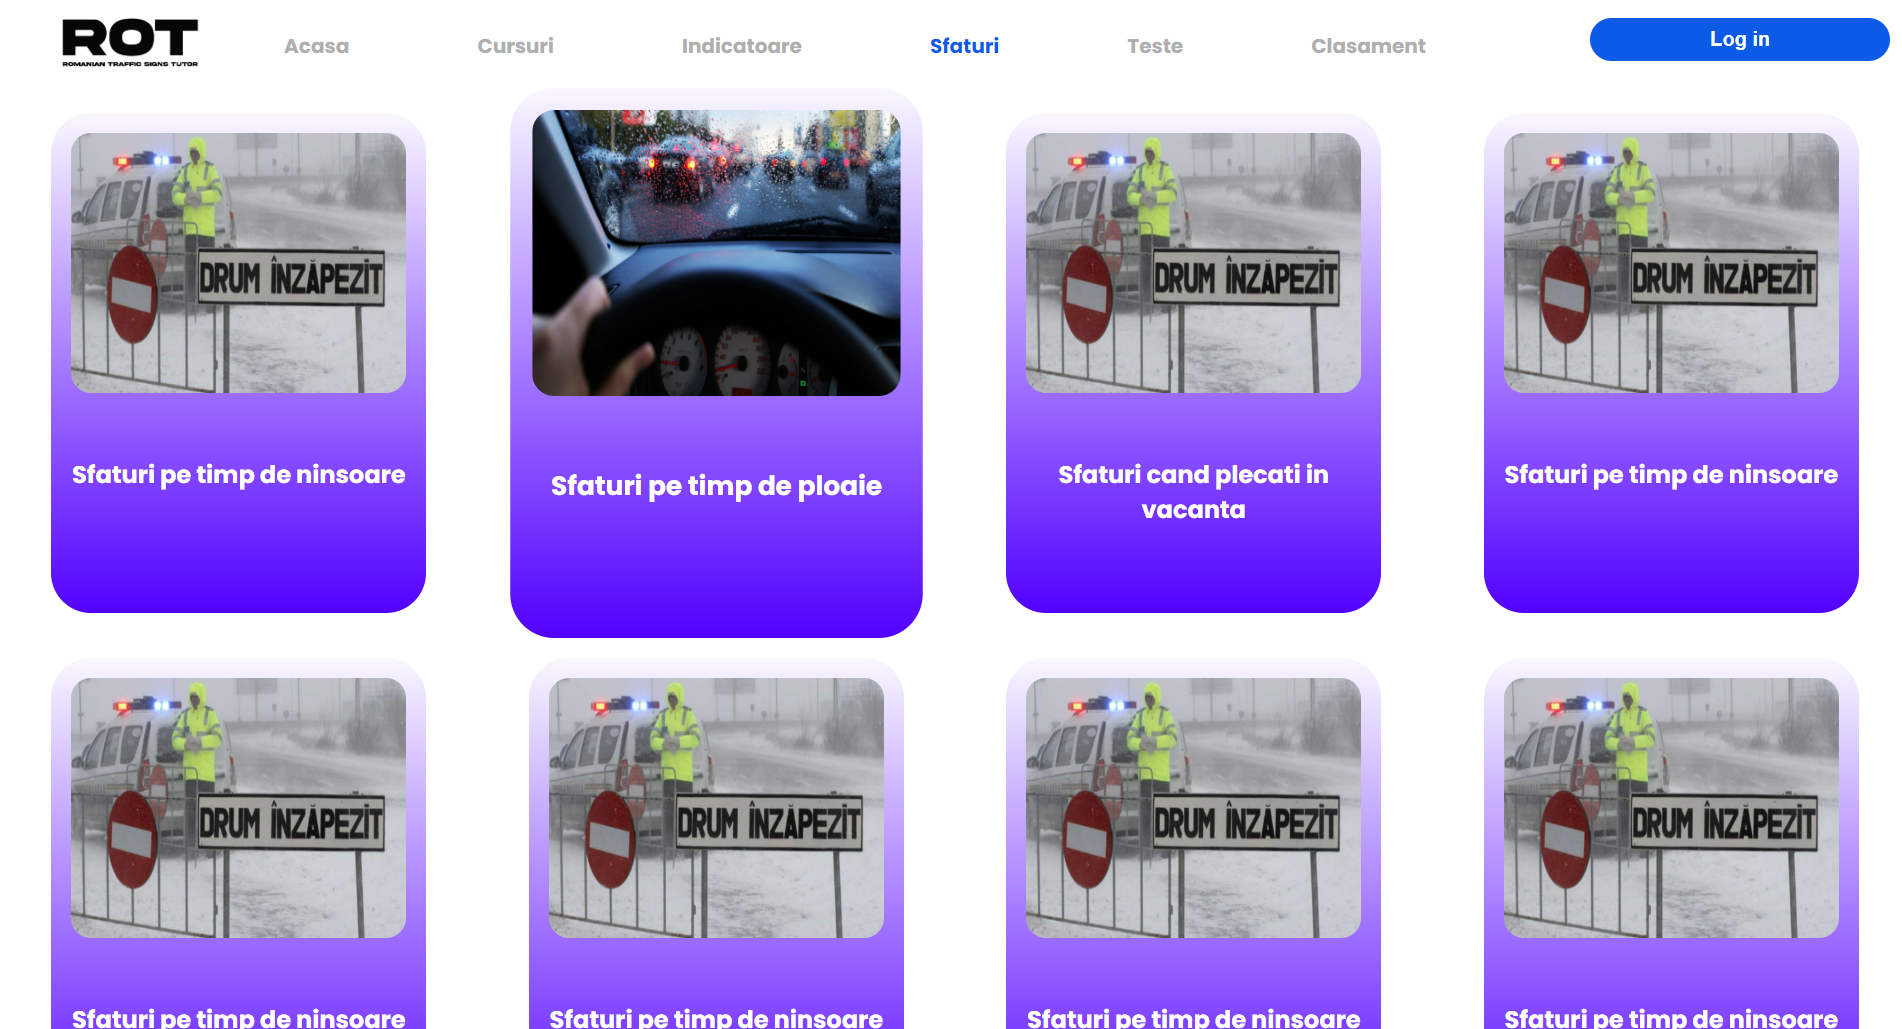 ROT
ROMANIAN TRAFFIC SIGNS TUTOR
Acasa
Cursuri
Indicatoare
Sfaturi
Teste
Clasament
Log in
DRUM ÎNZĂPEZIT
Sfaturi pe timp de ninsoare
Sfaturi pe timp de ploaie
DRUM ÎNZĂPEZIT
Sfaturi cand plecati in
vacanta
DRUM ÎNZĂPEZIT
Sfaturi pe timp de ninsoare
DRUM ÎNZĂPEZIT
Sfaturi pe timp de ninsoare
DRUM ÎNZĂPEZIT
Sfaturi pe timp de ninsoare
DRUM ÎNZĂPEZIT
Sfaturi pe timp de ninsoare
DRUM ÎNZĂPEZIT
Sfaturi pe timp de ninsoare